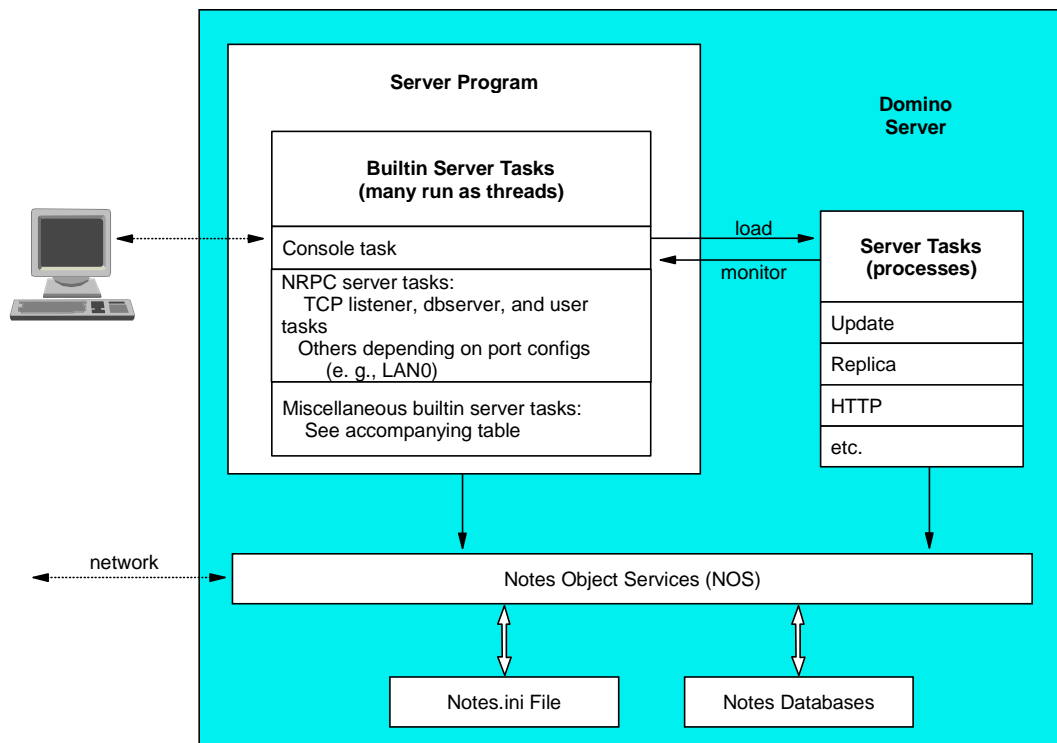 Server Program
Domino
Server
Builtin Server Tasks
(many run as threads)
load
Console task
Server Tasks
(processes)
monitor
NRPC server tasks:
TCP listener, dbserver, and user
tasks
Others depending on port configs
(e. g., LAN0)
Update
Replica
HTTP
etc.
Miscellaneous builtin server tasks:
See accompanying table
network
Notes Object Services (NOS)
Notes.ini File
Notes Databases